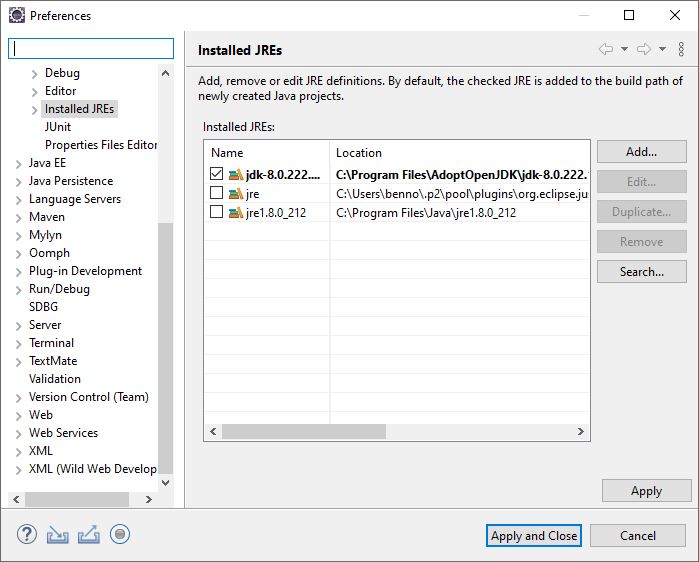 Preferences
Installed JREs
Debug
Editor
Installed JREs
JUnit
Properties Files Editor
Java EE
Java Persistence
Language Servers
Maven
Mylyn
Oomph
Plug-in Development
Run/Debug
SDBG
Server
Terminal
TextMate
Validation
Version Control (Team)
Web
Web Services
XML
XML (Wild Web Develop
Add, remove or edit JRE definitions. By default, the checked JRE is added to the build path of
newly created Java projects.
Installed JREs:
Name Location
jdk-8.0.222.... C:\Program Files\AdoptOpenJDK\jdk-8.0.222.
jre C:\Users\benno\.p2\pool\plugins\org.eclipse.jus
jre1.8.0_212 C:\Program Files\Java\jre1.8.0_212
Add...
Edit...
Duplicate...
Remove
Search...
Apply
?
Apply and Close Cancel